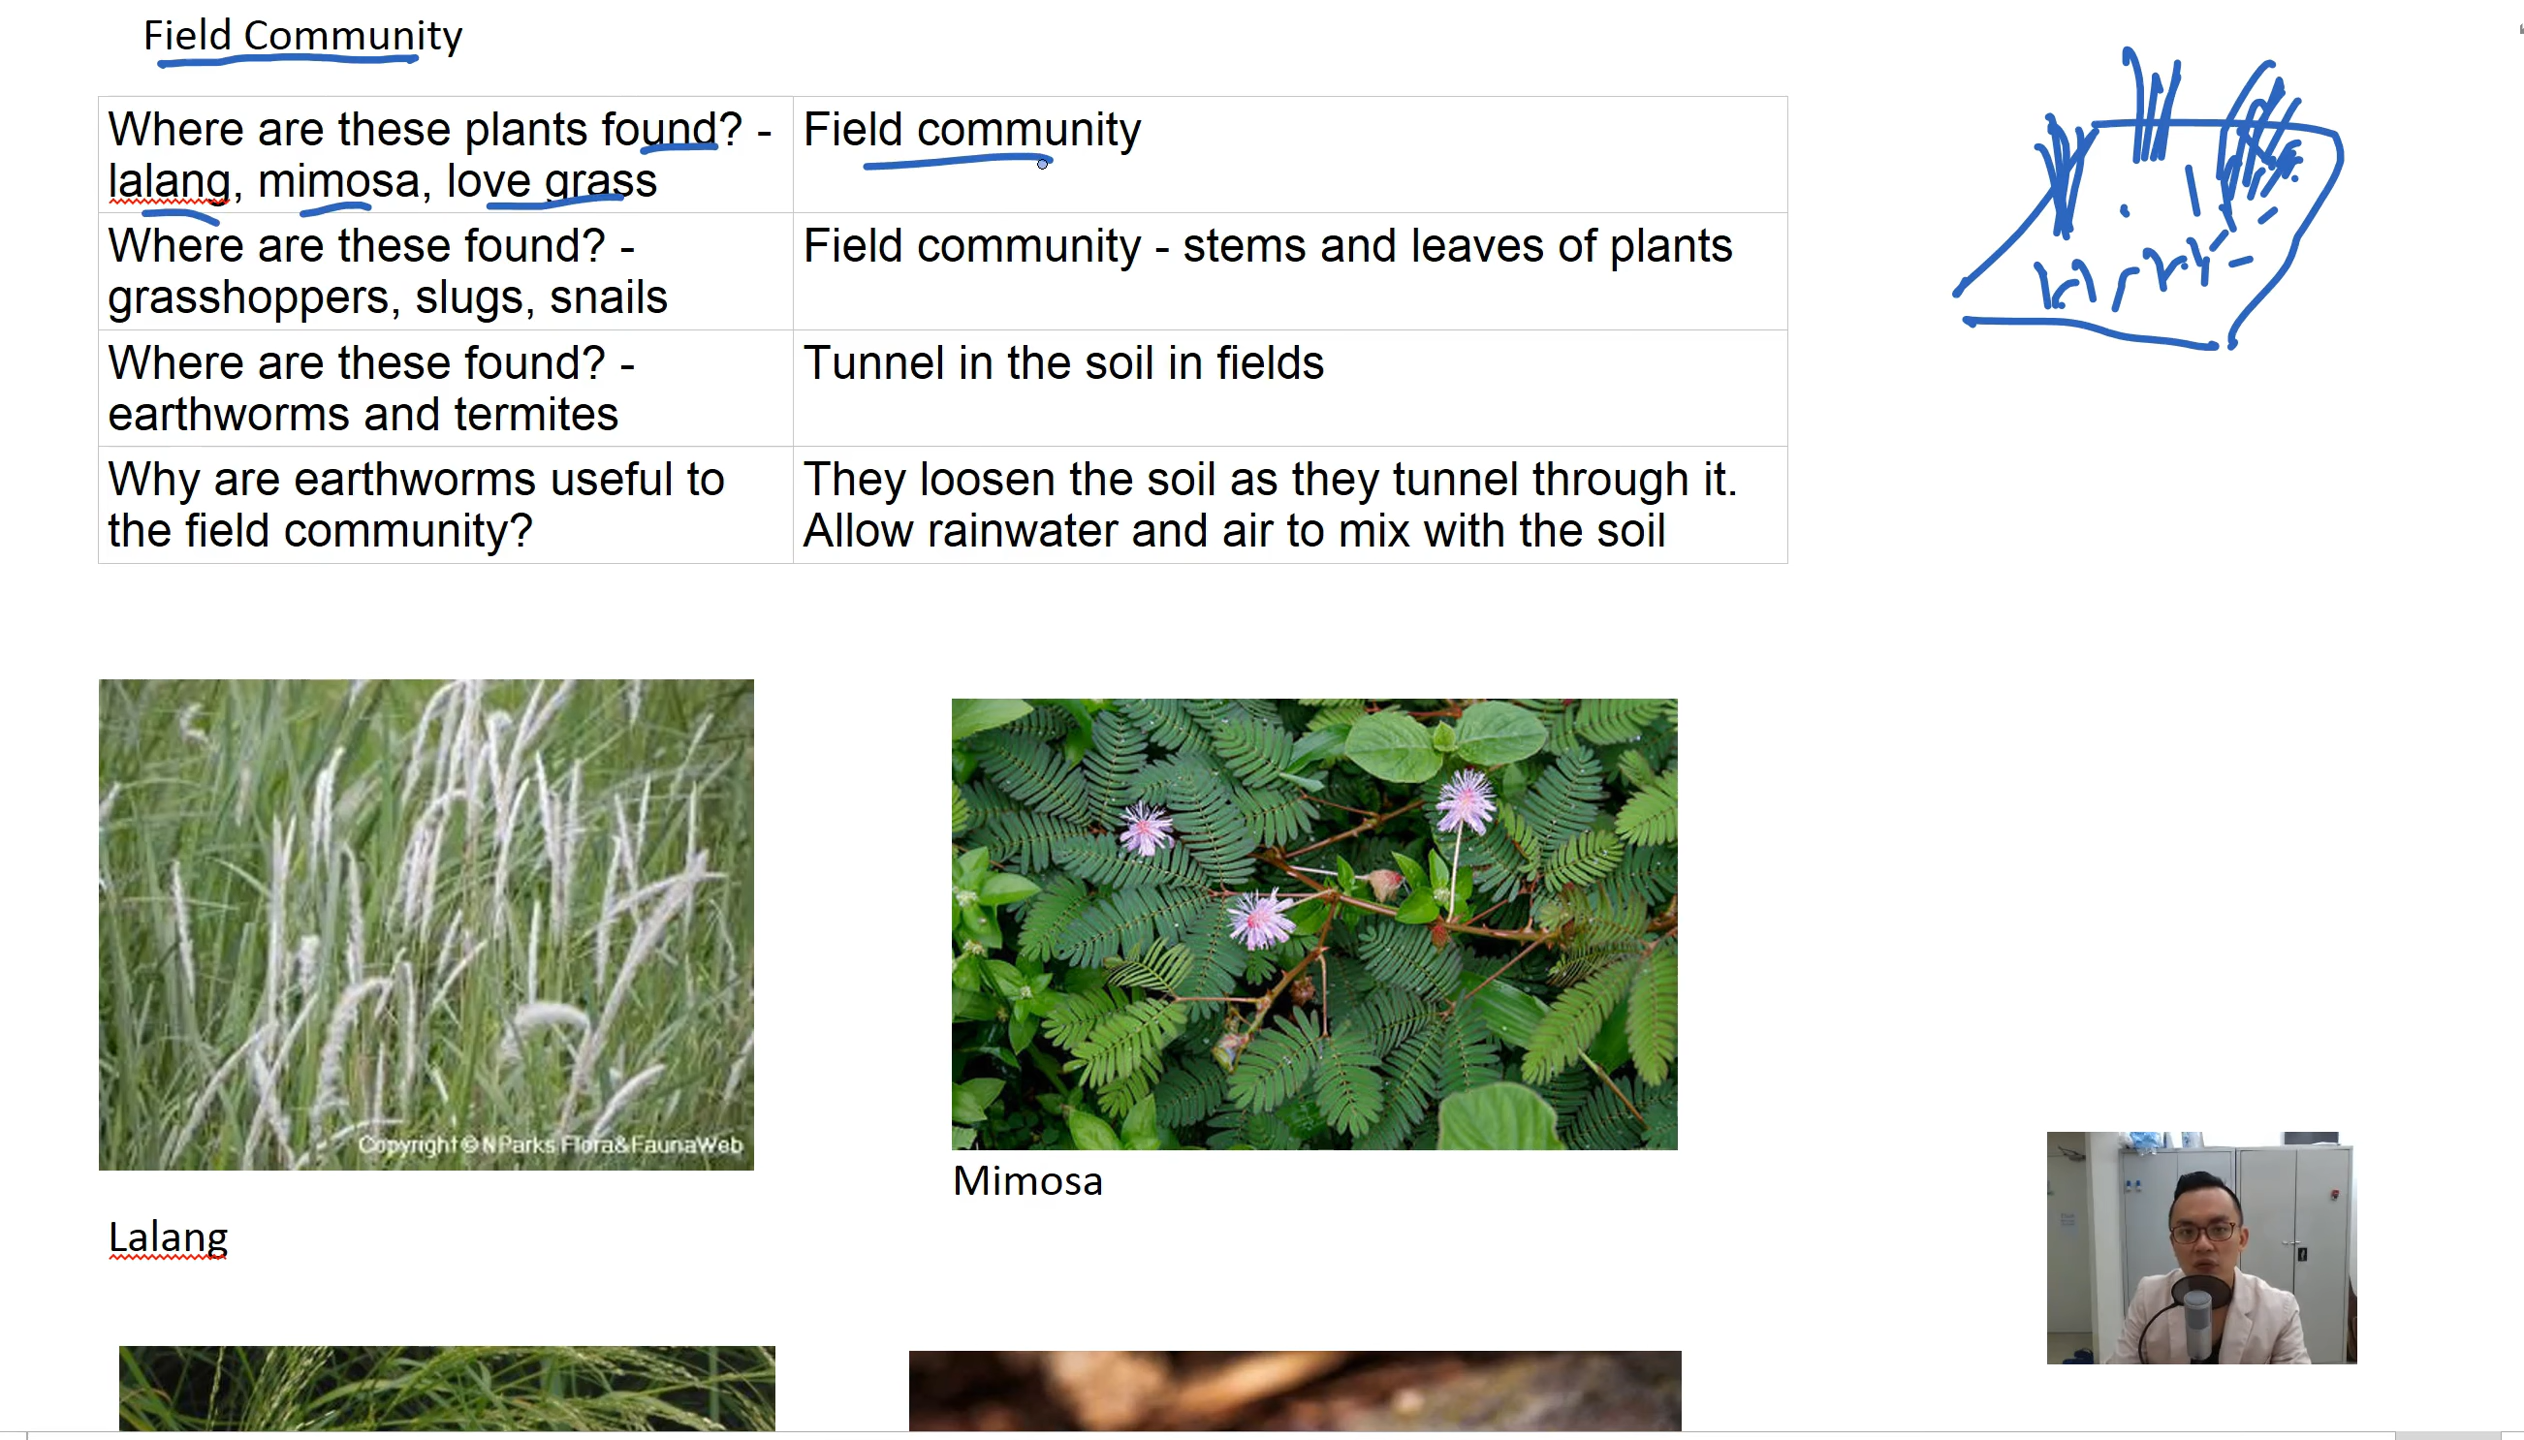 Field Community
Where are these plants found? -
lalang, mimosa, love grass
Field community
Where are these found? -
grasshoppers, slugs, snails
Field community - stems and leaves of plants
Where are these found? -
earthworms and termites
Tunnel in the soil in fields
Why are earthworms useful to
the field community?
They loosen the soil as they tunnel through it.
Allow rainwater and air to mix with the soil
Copyright © NParks Flora&FaunaWeb
Mimosa
Lalang